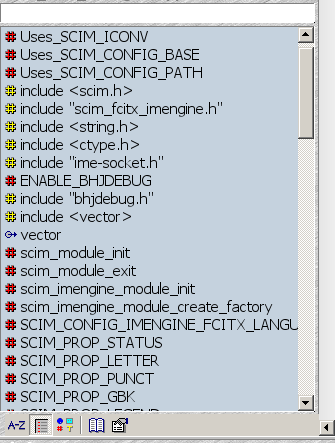 Uses_SCIM_ICONV
Uses_SCIM_CONFIG_BASE
Uses_SCIM_CONFIG_PATH
include <scim.h>
include "scim_fcitx_imengine.h"
include <string.h>
include <ctype.h>
include "ime-socket.h"
ENABLE_BHJDEBUG
include "bhjdebug.h"
include <vector>
vector
scim_module_init
scim_module_exit
scim_imengine_module_init
scim_imengine_module_create_factory
SCIM_CONFIG_IMENGINE_FCITX_LANGU
SCIM_PROP_STATUS
SCIM_PROP_LETTER
SCIM_PROP_PUNCT
SCIM_PROP_GBK
SCIM_PROP_LEGEND
A-Z